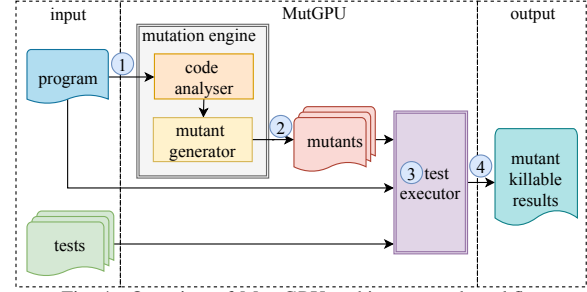 input
MutGPU
output
mutation engine
program
1
code
analyser
mutant
generator
2
mutants
3 test
executor
4
mutant
killable
results
tests